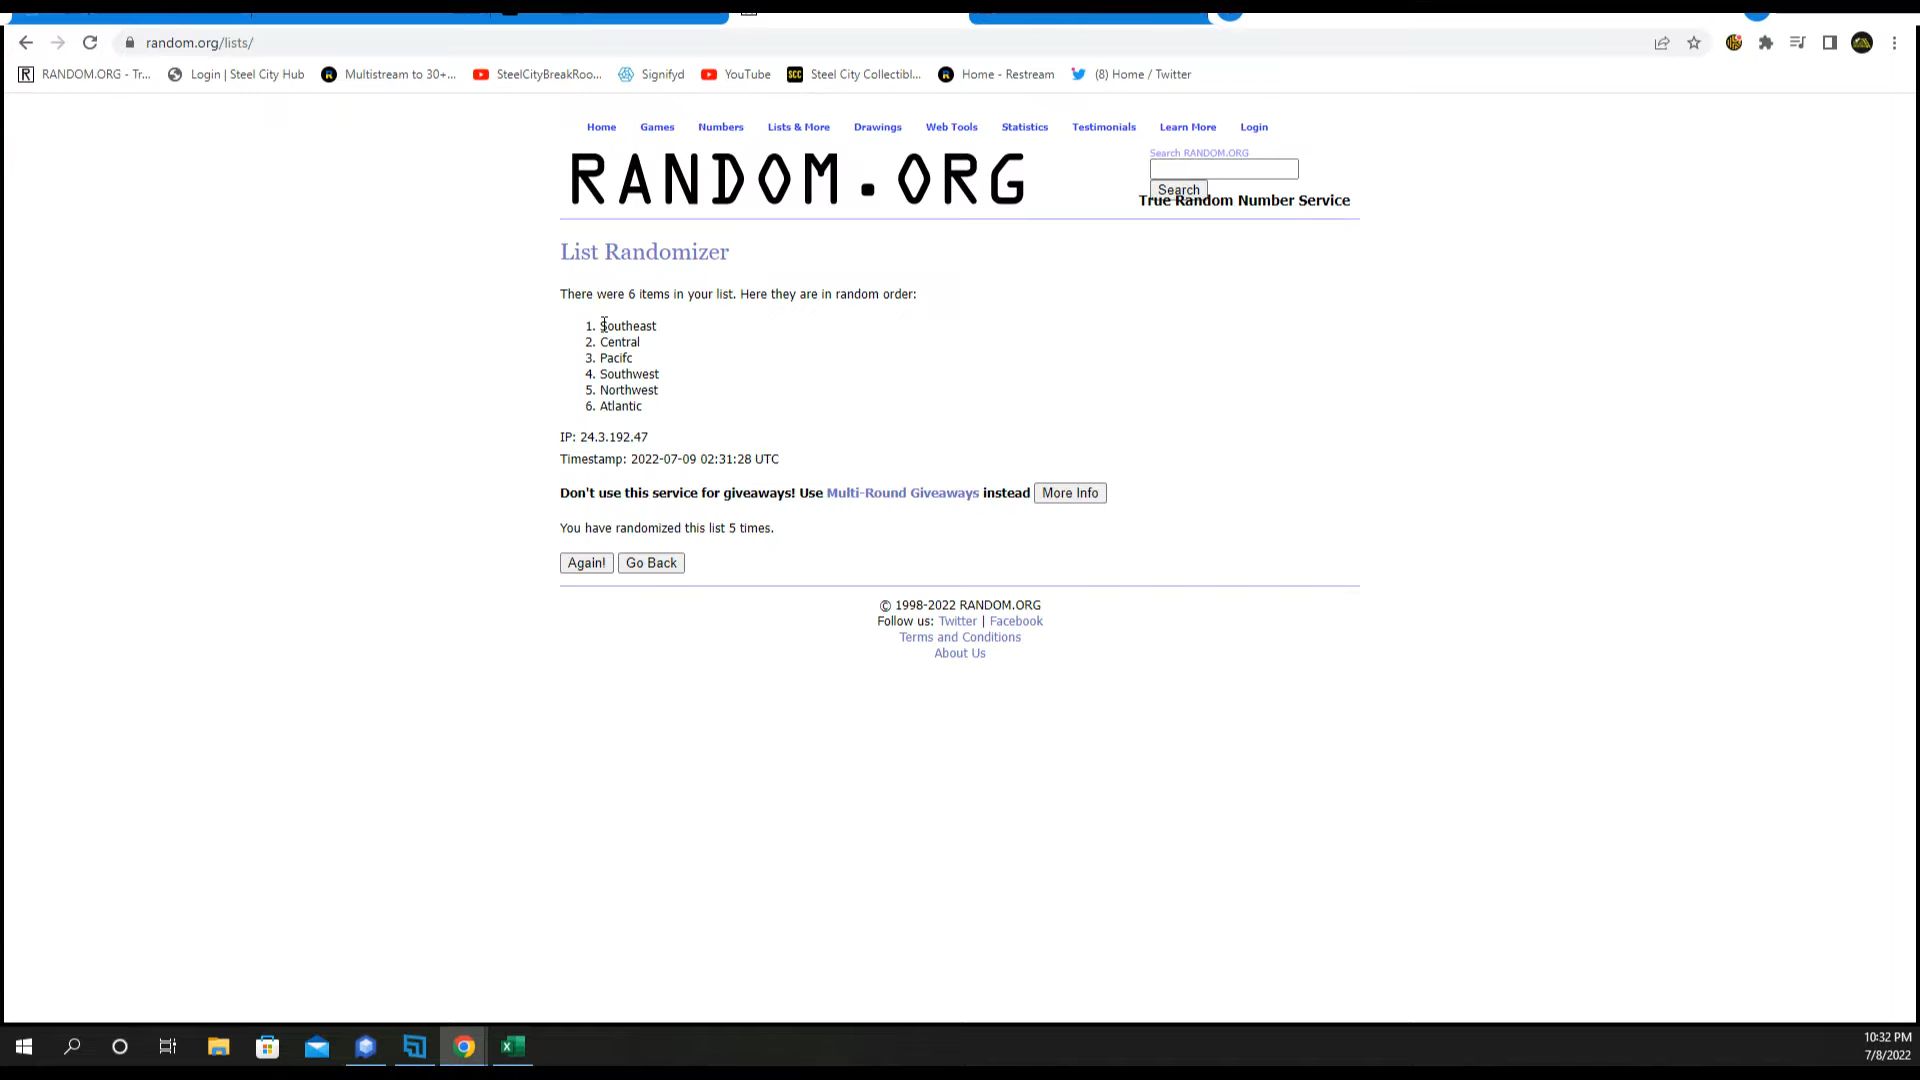 random.org/lists/
RANDOM.ORG - Tr...
Login | Steel City Hub
Multistream to 30+...
SteelCityBreakRoo...
Signifyd
YouTube
SCC
Steel City Collectibl...
Home - Restream
(8) Home / Twitter
Home Games Numbers Lists & More Drawings Web Tools Statistics Testimonials Learn More Login
RANDOM.ORG
Search RANDOM.ORG
Search
True Random Number Service
List Randomizer
There were 6 items in your list. Here they are in random order:
1. Southeast
2. Central
3. Pacifc
4. Southwest
5. Northwest
6. Atlantic
IP: 24.3.192.47
Timestamp: 2022-07-09 02:31:28 UTC
Don't use this service for giveaways! Use Multi-Round Giveaways instead More Info
You have randomized this list 5 times.
Again! Go Back
© 1998-2022 RANDOM.ORG
Follow us: Twitter | Facebook
Terms and Conditions
About Us
10:32 PM
7/8/2022